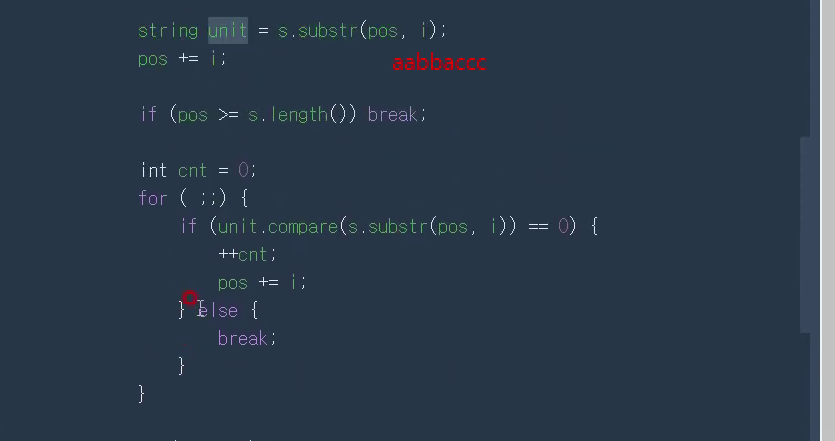 string unit = s.substr(pos, i);
pos += i;
aabbaccc
if (pos >= s.length()) break;
int cnt = 0;
for ( ;;) {
if (unit.compare(s.substr(pos, i)) == 0) {
++cnt;
pos += i;
} else {
break;
}
}